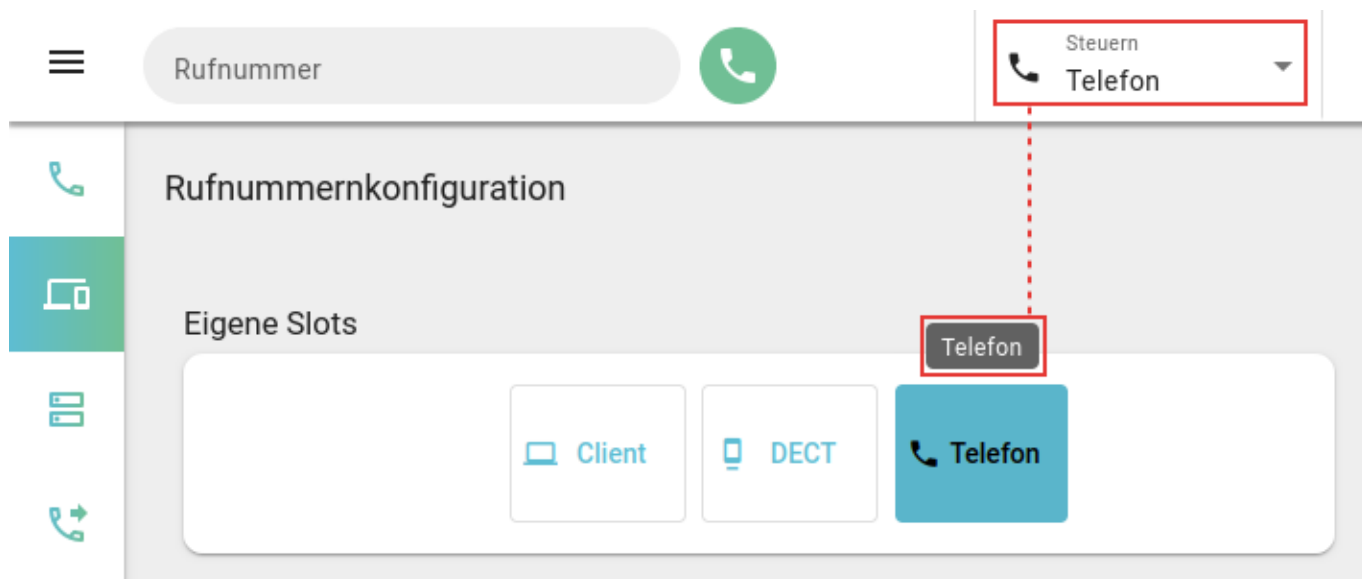 Rufnummer
Steuern
Telefon
Rufnummernkonfiguration
Eigene Slots
Telefon
Client
DECT
Telefon